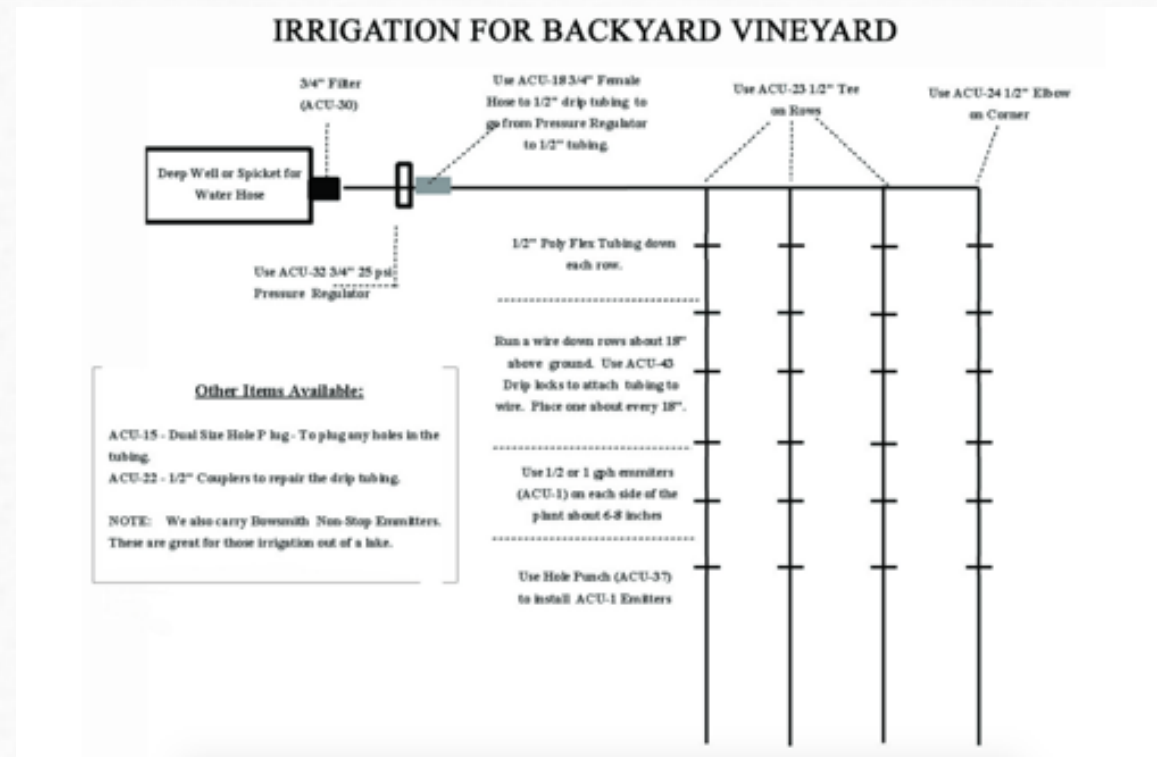 IRRIGATION FOR BACKYARD VINEYARD
3/4" Filter
(ACU-30)
Use ACU-18 3/4" Female
Hose to 1/2" drip tubing to
go from Pressure Regulator
to 1/2" tubing.
Use ACU-23 1/2" Tee
on Rows
Use ACU-24 1/2" Elbow
on Corner
Deep Well or Spicket for
Water Hose
Use ACU-32 3/4" 25 psi
Pressure Regulator
1/2" Poly Flex Tubing down
each row.
Run a wire down rows about 18"
above ground. Use ACU-43
Drip locks to attach tubing to
wire. Place one about every 18".
Use 1/2 or 1 gph emmiters
(ACU-1) on each side of the
plant about 6-8 inches
Use Hole Punch (ACU-37)
to install ACU-1 Emitters
Other Items Available:
ACU-15 - Dual Size Hole Plug - To plug any holes in the
tubing.
ACU-22 - 1/2" Couplers to repair the drip tubing.
NOTE: We also carry Bowsmith Non-Stop Emmitters.
These are great for those irrigation out of a lake.